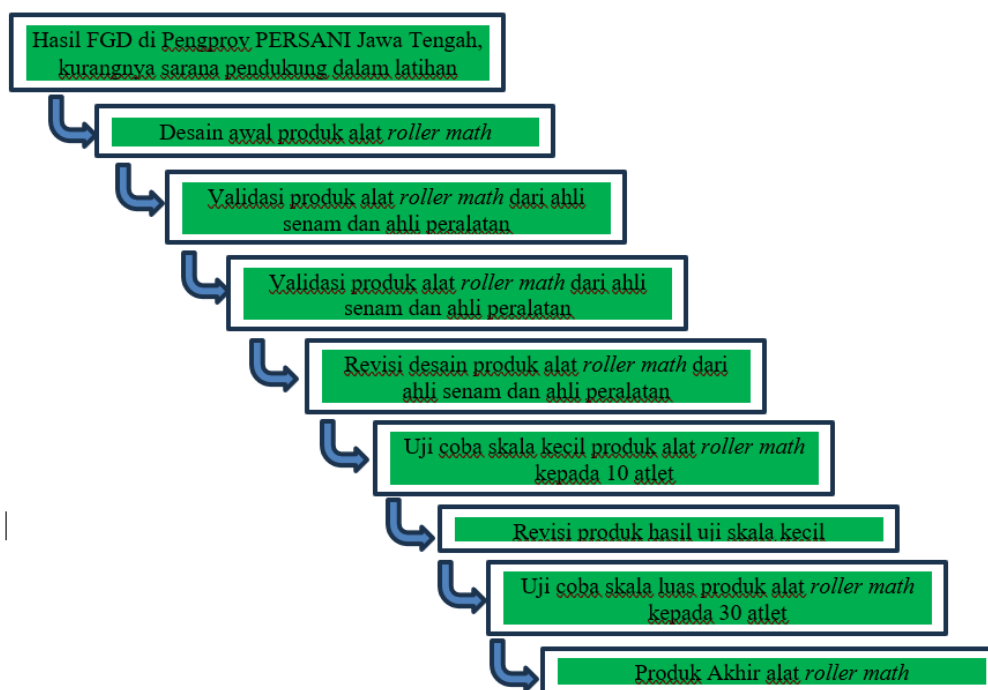 Hasil FGD di Pengprov PERSANI Jawa Tengah,
kurangnya sarana pendukung dalam latihan
Desain awal produk alat roller math
Validasi produk alat roller math dari ahli
senam dan ahli peralatan
Validasi produk alat roller math dari ahli
senam dan ahli peralatan
Revisi desain produk alat roller math dari
ahli senam dan ahli peralatan
Uji coba skala kecil produk alat roller math
kepada 10 atlet
Revisi produk hasil uji skala kecil
Uji coba skala luas produk alat roller math
kepada 30 atlet
Produk Akhir alat roller math